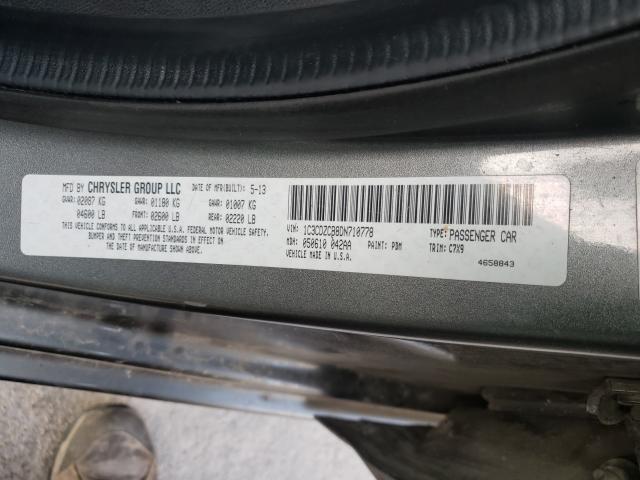 MFD BY CHRYSLER GROUP LLC DATE OF MFR(BUILT): 5-13
GVWR: 02087 KG GAWR: 01180 KG GAWR: 01007 KG
04600 LB FRONT: 02600 LB REAR: 02220 LB
THIS VEHICLE CONFORMS TO ALL APPLICABLE U.S.A. FEDERAL MOTOR VEHICLE SAFETY,
BUMPER AND THEFT PREVENTION STANDARDS IN EFFECT ON
THE DATE OF MANUFACTURE SHOWN ABOVE.
VIN: 1C3CDZCB8DN710778 TYPE: PASSENGER CAR
MDH: 050610 042AA PAINT: PDM TRIM: C7X9
VEHICLE MADE IN U.S.A. 4658843